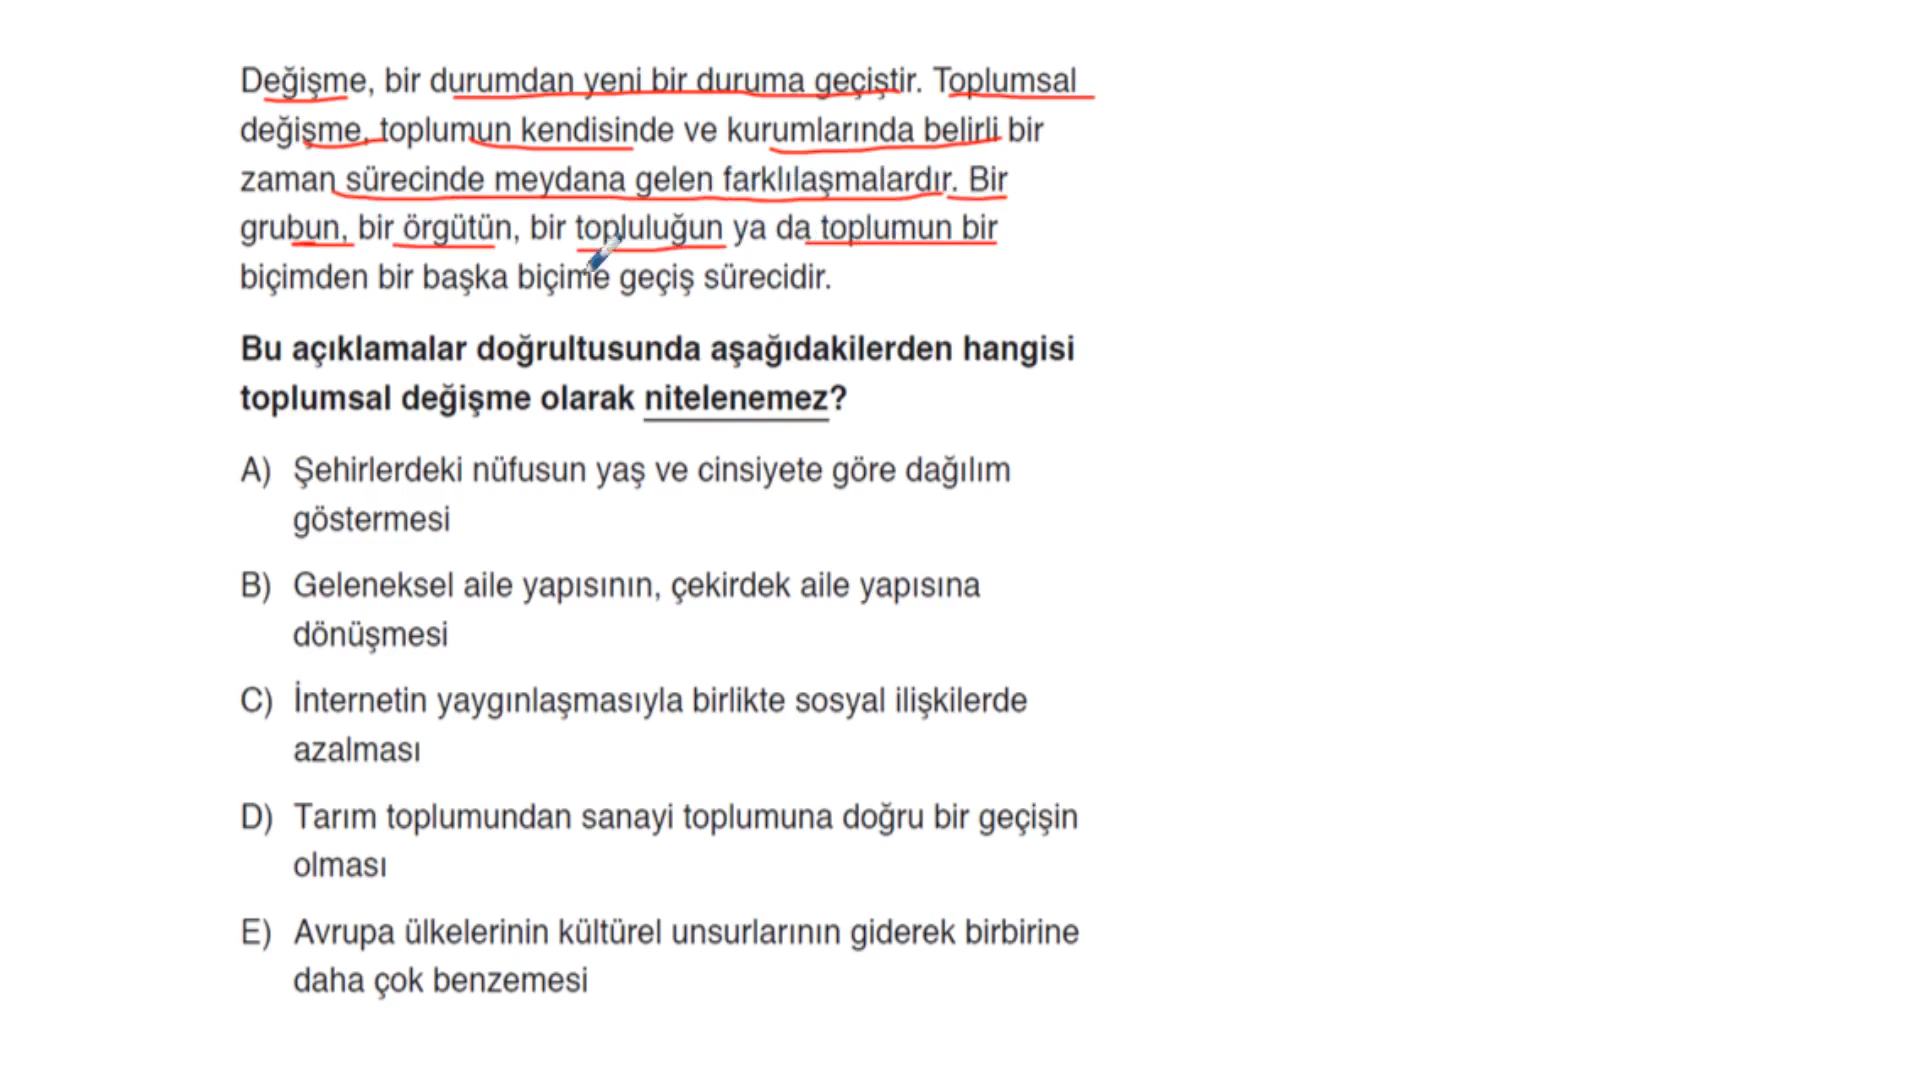 Değişme, bir durumdan yeni bir duruma geçiştir. Toplumsal
değişme, toplumun kendisinde ve kurumlarında belirli bir
zaman sürecinde meydana gelen farklılaşmalardır. Bir
grubun, bir örgütün, bir topluluğun ya da toplumun bir
biçimden bir başka biçime geçiş sürecidir.
Bu açıklamalar doğrultusunda aşağıdakilerden hangisi
toplumsal değişme olarak nitelenemez?
A) Şehirlerdeki nüfusun yaş ve cinsiyete göre dağılım
göstermesi
B) Geleneksel aile yapısının, çekirdek aile yapısına
dönüşmesi
C) İnternetin yaygınlaşmasıyla birlikte sosyal ilişkilerde
azalması
D) Tarım toplumundan sanayi toplumuna doğru bir geçişin
olması
E) Avrupa ülkelerinin kültürel unsurlarının giderek birbirine
daha çok benzemesi